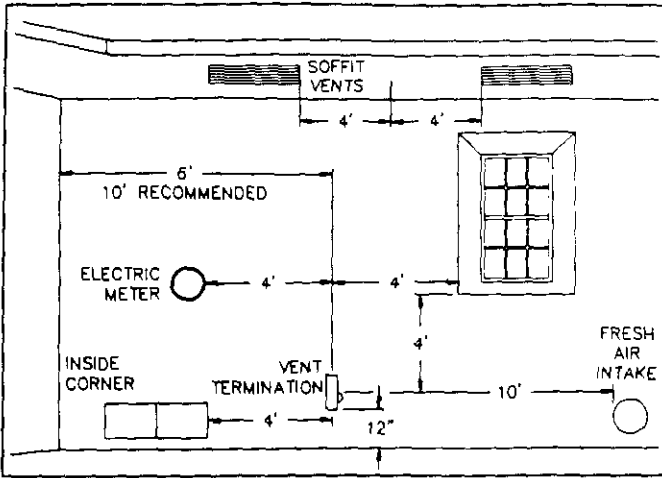 SOFFIT
VENTS
4'
4'
6'
10' RECOMMENDED
ELECTRIC
METER
4'
4'
4'
FRESH
AIR
INTAKE
INSIDE
CORNER
VENT
TERMINATION
10'
4'
12"